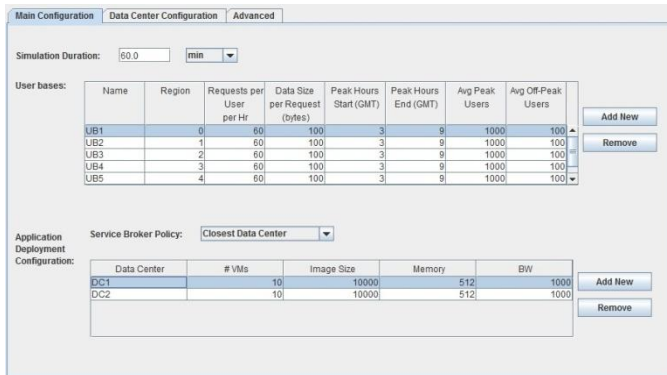 Main Configuration Data Center Configuration Advanced
Simulation Duration: 60.0 min
User bases:
Name Region Requests per User per Hr Data Size per Request (bytes) Peak Hours Start (GMT) Peak Hours End (GMT) Avg Peak Users Avg Off-Peak Users
UB1 0 60 100 3 9 1000 100
UB2 1 60 100 3 9 1000 100
UB3 2 60 100 3 9 1000 100
UB4 3 60 100 3 9 1000 100
UB5 4 60 100 3 9 1000 100
Add New
Remove
Application Deployment Configuration:
Service Broker Policy: Closest Data Center
Data Center # VMs Image Size Memory BW
DC1 10 10000 512 1000
DC2 10 10000 512 1000
Add New
Remove